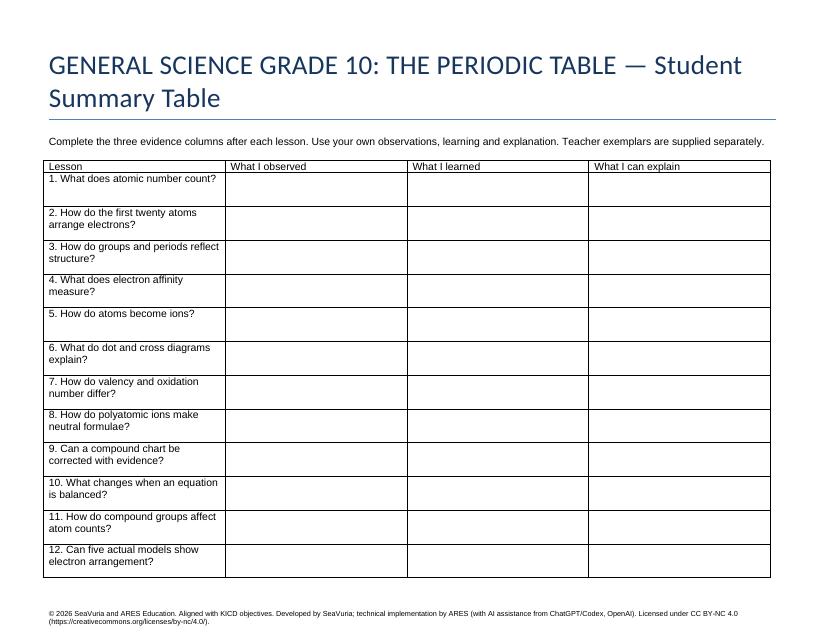 GENERAL SCIENCE GRADE 10: THE PERIODIC TABLE — Student
Summary Table
Complete the three evidence columns after each lesson. Use your own observations, learning and explanation. Teacher exemplars are supplied separately.
Lesson What I observed What I learned What I can explain
1. What does atomic number count?
2. How do the first twenty atoms
arrange electrons?
3. How do groups and periods reflect
structure?
4. What does electron affinity
measure?
5. How do atoms become ions?
6. What do dot and cross diagrams
explain?
7. How do valency and oxidation
number differ?
8. How do polyatomic ions make
neutral formulae?
9. Can a compound chart be
corrected with evidence?
10. What changes when an equation
is balanced?
11. How do compound groups affect
atom counts?
12. Can five actual models show
electron arrangement?
© 2026 SeaVuria and ARES Education. Aligned with KICD objectives. Developed by SeaVuria; technical implementation by ARES (with AI assistance from ChatGPT/Codex, OpenAI). Licensed under CC BY-NC 4.0
(https://creativecommons.org/licenses/by-nc/4.0/).